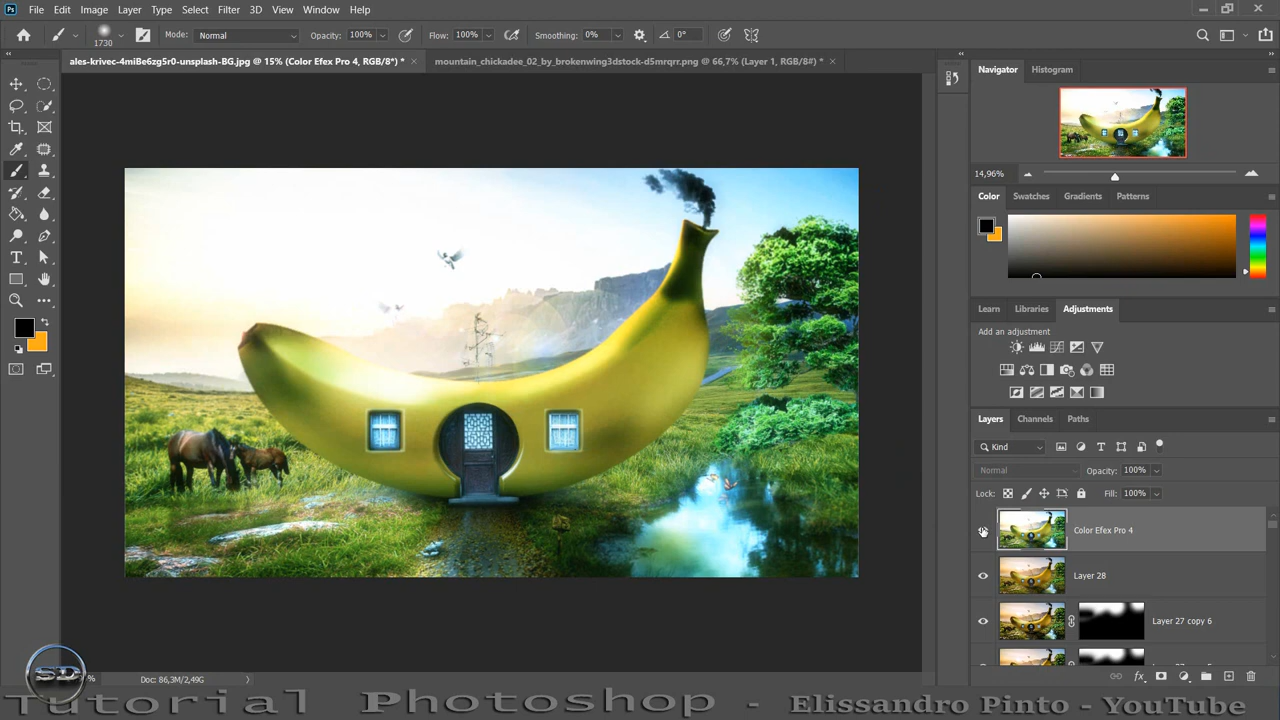 Ps File Edit Image Layer Type Select Filter 3D View Window Help
1730 Mode: Normal Opacity: 100% Flow: 100% Smoothing: 0% 0°
ales-krivec-4miBe6zg5r0-unsplash-BG.jpg @ 15% (Color Efex Pro 4, RGB/8*) * mountain_chickadee_02_by_brokenwing3dstock-d5mrqrr.png @ 66,7% (Layer 1, RGB/8#) *
Navigator Histogram
14,96%
Color Swatches Gradients Patterns
Learn Libraries Adjustments
Add an adjustment
Layers Channels Paths
Kind
Normal Opacity: 100%
Lock: Fill: 100%
Color Efex Pro 4
Layer 28
Layer 27 copy 6
SD % Doc: 86,3M/2,49G
Tutorial Photoshop - Elissandro Pinto - YouTube